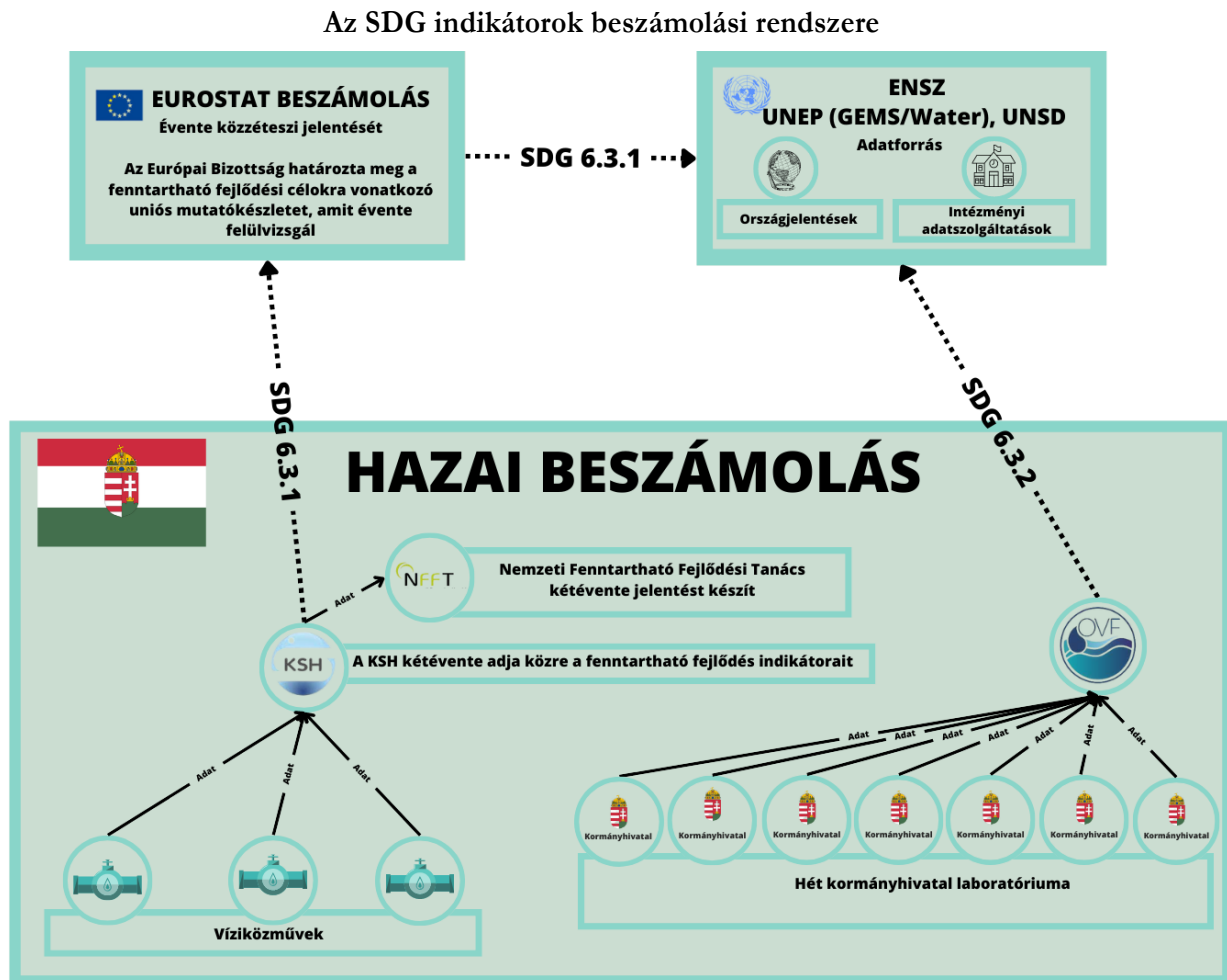 Az SDG indikátorok beszámolási rendszere
EUROSTAT BESZÁMOLÁS
Évente közzéteszi jelentését
Az Európai Bizottság határozta meg a
fenntartható fejlődési célokra vonatkozó
uniós mutatókészletet, amit évente
felülvizsgál
SDG 6.3.1
ENSZ
UNEP (GEMS/Water), UNSD
Adatforrás
Országjelentések
Intézményi
adatszolgáltatások
SDG 6.3.1
SDG 6.3.2
HAZAI BESZÁMOLÁS
NFFT
Nemzeti Fenntartható Fejlődési Tanács
kétévente jelentést készít
Adat
KSH
A KSH kétévente adja közre a fenntartható fejlődés indikátorait
OVF
Adat
Adat
Adat
Adat
Adat
Adat
Adat
Adat
Adat
Adat
Kormányhivatal
Kormányhivatal
Kormányhivatal
Kormányhivatal
Kormányhivatal
Kormányhivatal
Kormányhivatal
Hét kormányhivatal laboratóriuma
Víziközművek